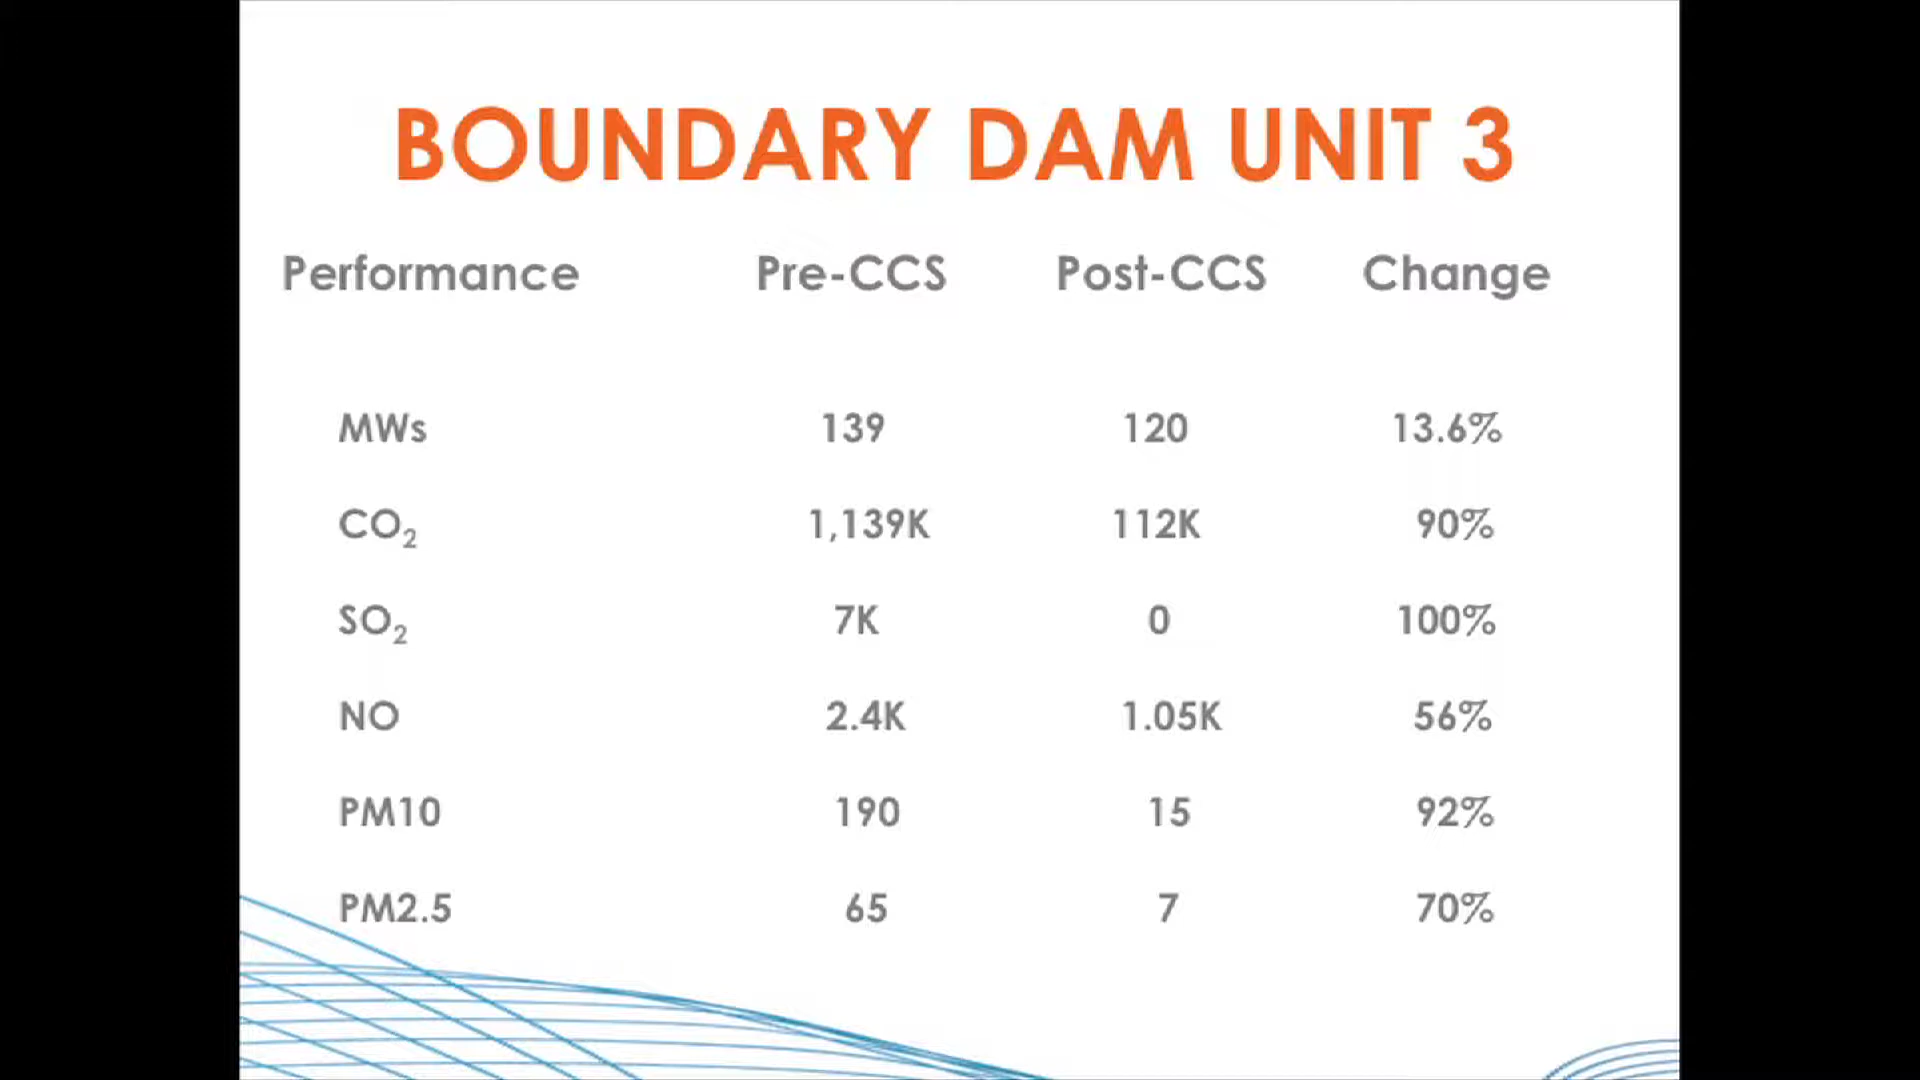 BOUNDARY DAM UNIT 3
Performance Pre-CCS Post-CCS Change
MWs 139 120 13.6%
CO₂ 1,139K 112K 90%
SO₂ 7K 0 100%
NO 2.4K 1.05K 56%
PM10 190 15 92%
PM2.5 65 7 70%